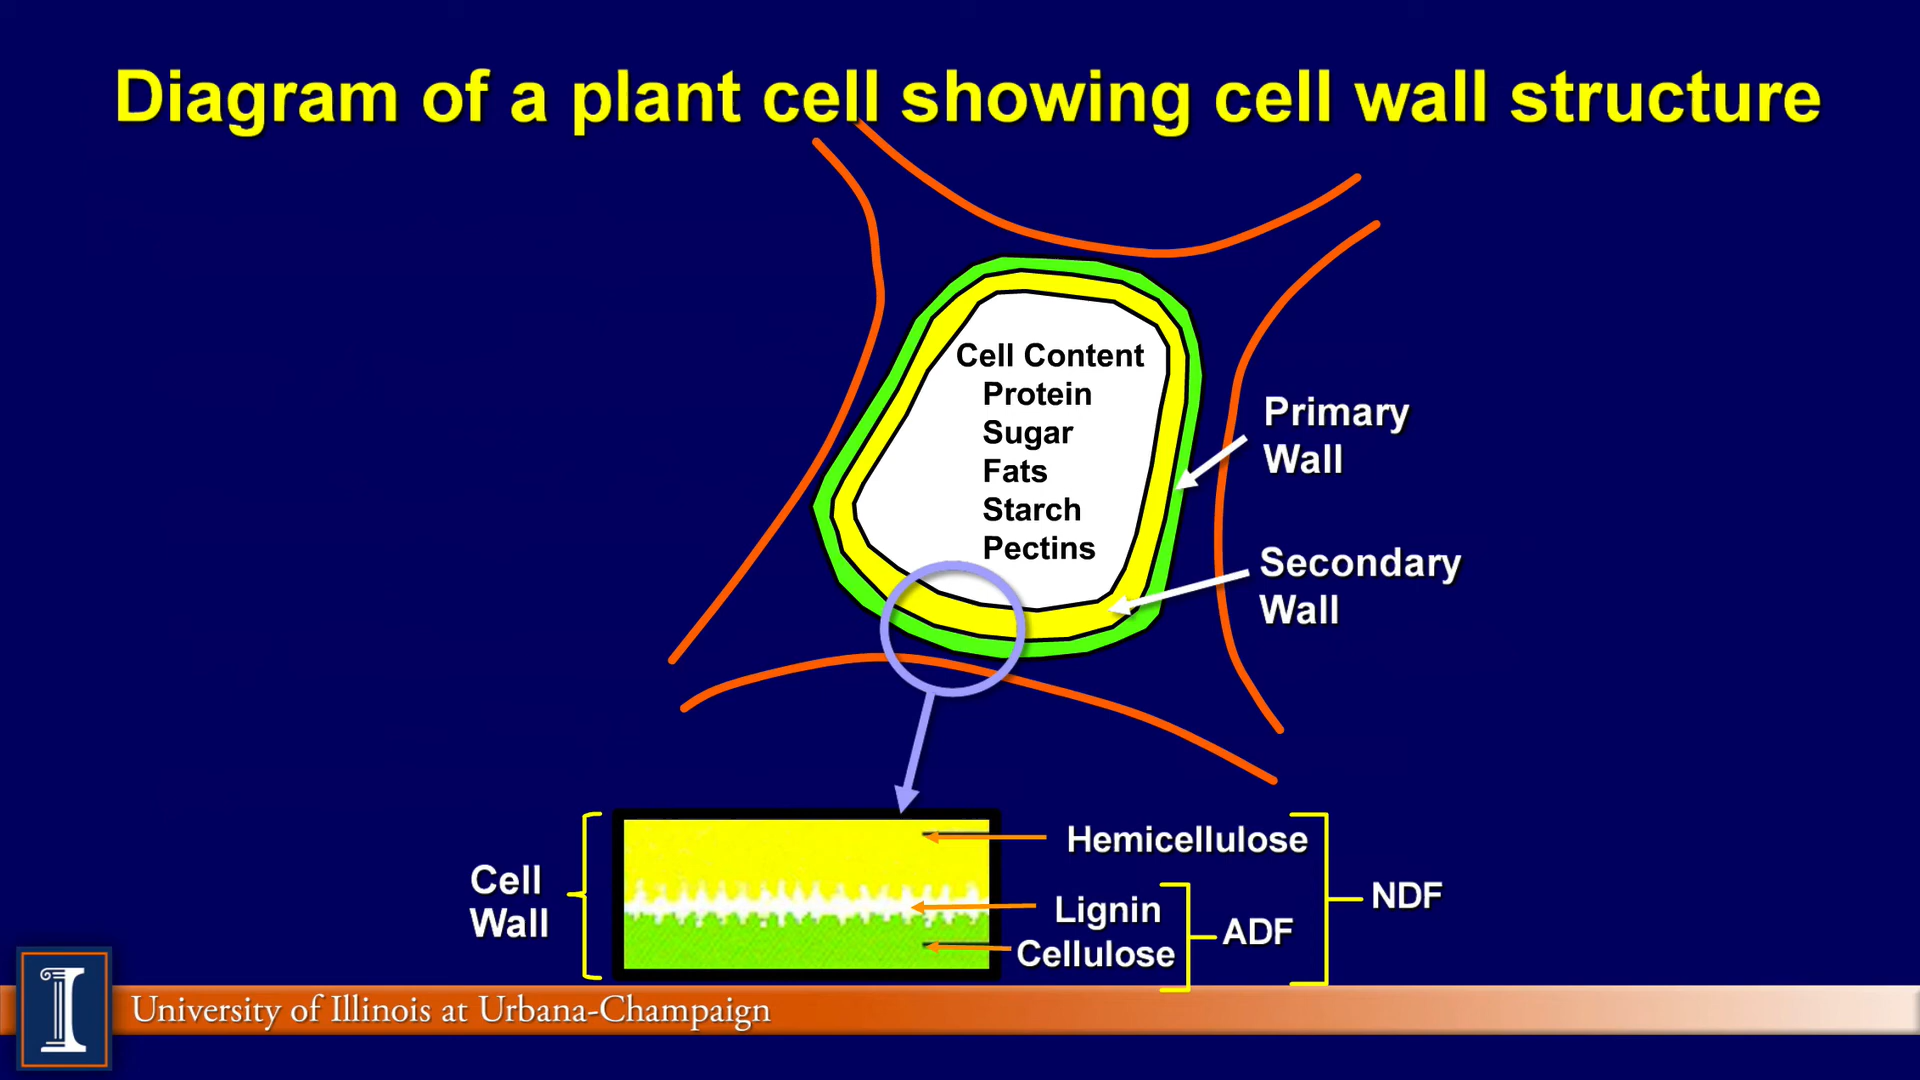 Diagram of a plant cell showing cell wall structure
Cell Content
Protein
Sugar
Fats
Starch
Pectins
Primary
Wall
Secondary
Wall
Cell
Wall
Hemicellulose
Lignin
Cellulose
ADF
NDF
University of Illinois at Urbana-Champaign